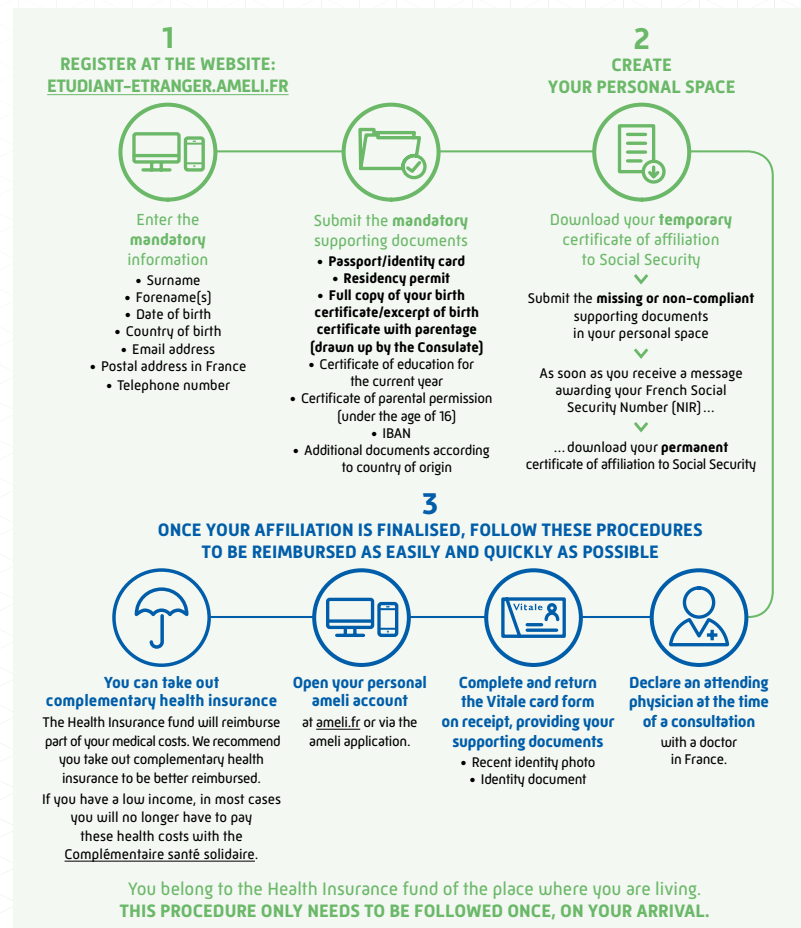 1
REGISTER AT THE WEBSITE:
ETUDIANT-ETRANGER.AMELI.FR
Enter the
mandatory
information
• Surname
• Forename(s)
• Date of birth
• Country of birth
• Email address
• Postal address in France
• Telephone number
Submit the mandatory
supporting documents
• Passport/identity card
• Residency permit
• Full copy of your birth
certificate/excerpt of birth
certificate with parentage
(drawn up by the Consulate)
• Certificate of education for
the current year
• Certificate of parental permission
(under the age of 16)
• IBAN
• Additional documents according
to country of origin
2
CREATE
YOUR PERSONAL SPACE
Download your temporary
certificate of affiliation
to Social Security
Submit the missing or non-compliant
supporting documents
in your personal space
As soon as you receive a message
awarding your French Social
Security Number (NIR)...
...download your permanent
certificate of affiliation to Social Security
3
ONCE YOUR AFFILIATION IS FINALISED, FOLLOW THESE PROCEDURES
TO BE REIMBURSED AS EASILY AND QUICKLY AS POSSIBLE
You can take out
complementary health insurance
The Health Insurance fund will reimburse
part of your medical costs. We recommend
you take out complementary health
insurance to be better reimbursed.
If you have a low income, in most cases
you will no longer have to pay
these health costs with the
Complémentaire santé solidaire.
Open your personal
ameli account
at ameli.fr or via the
ameli application.
Vitale
Complete and return
the Vitale card form
on receipt, providing your
supporting documents
• Recent identity photo
• Identity document
Declare an attending
physician at the time
of a consultation
with a doctor
in France.
You belong to the Health Insurance fund of the place where you are living.
THIS PROCEDURE ONLY NEEDS TO BE FOLLOWED ONCE, ON YOUR ARRIVAL.